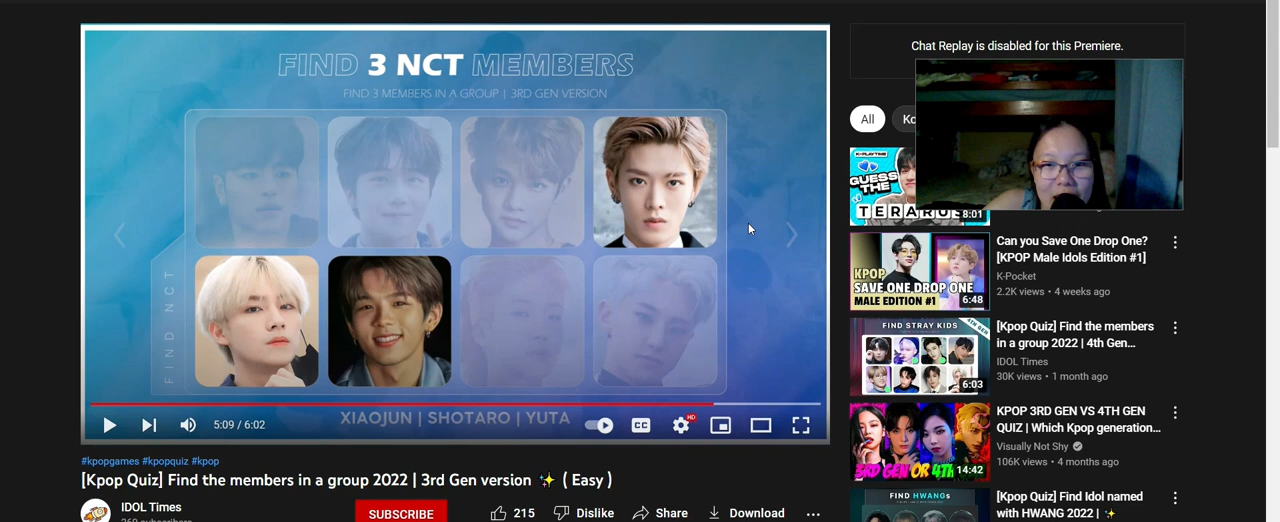 FIND 3 NCT MEMBERS
FIND 3 MEMBERS IN A GROUP | 3RD GEN VERSION
FIND NCT
XIAOJUN | SHOTARO | YUTA
5:09 / 6:02
CC
HD
#kpopgames #kpopquiz #kpop
[Kpop Quiz] Find the members in a group 2022 | 3rd Gen version ✨ ( Easy )
IDOL Times
SUBSCRIBE
215
Dislike
Share
Download
Chat Replay is disabled for this Premiere.
All
K-PLAYTIME
GUESS
THE
8:01
KPOP
SAVE ONE DROP ONE
MALE EDITION #1
6:48
Can you Save One Drop One?
[KPOP Male Idols Edition #1]
K-Pocket
2.2K views • 4 weeks ago
FIND STRAY KIDS
4TH GEN
6:03
[Kpop Quiz] Find the members
in a group 2022 | 4th Gen...
IDOL Times
30K views • 1 month ago
3RD GEN OR 4TH
14:42
KPOP 3RD GEN VS 4TH GEN
QUIZ | Which Kpop generation...
Visually Not Shy
106K views • 4 months ago
FIND HWANGs
[Kpop Quiz] Find Idol named
with HWANG 2022 | ✨